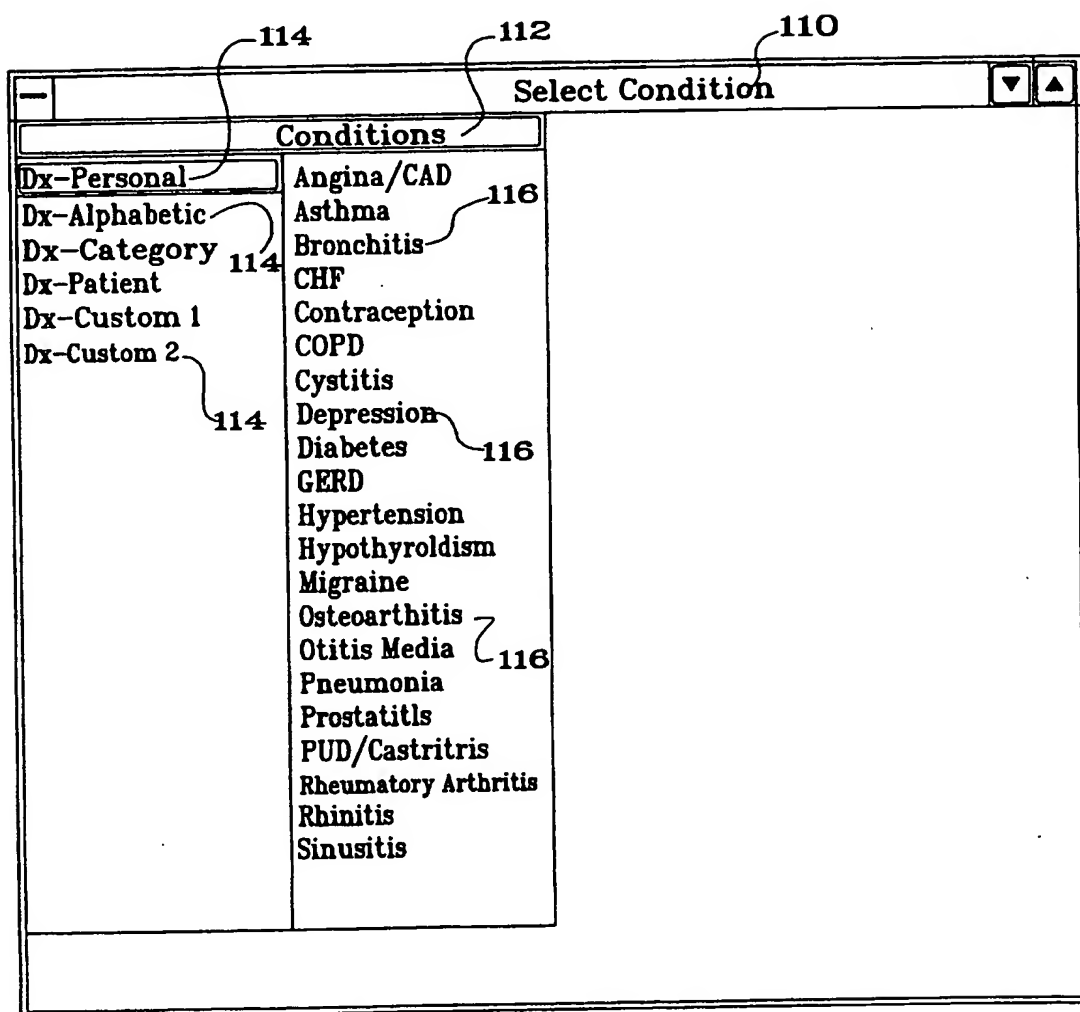 114 112 110
Select Condition
Conditions
Dx-Personal
Dx-Alphabetic
Dx-Category
Dx-Patient
Dx-Custom 1
Dx-Custom 2
114
114
Angina/CAD
Asthma
116
Bronchitis
CHF
Contraception
COPD
Cystitis
Depression
Diabetes
116
GERD
Hypertension
Hypothyroldism
Migraine
Osteoarthitis
Otitis Media
116
Pneumonia
Prostatitls
PUD/Castritris
Rheumatory Arthritis
Rhinitis
Sinusitis